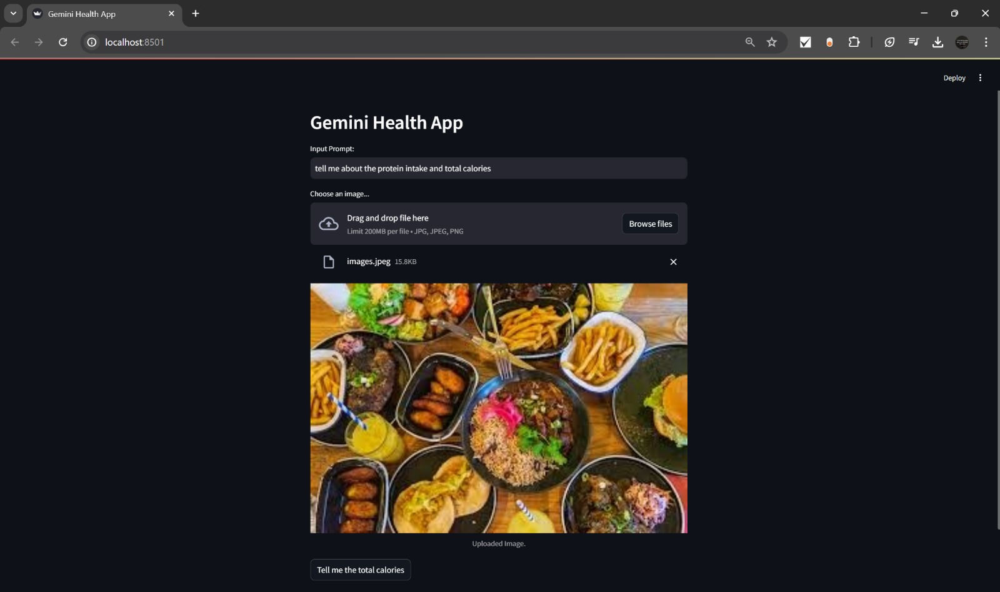 Gemini Health App
localhost:8501
Deploy
Gemini Health App
Input Prompt:
tell me about the protein intake and total calories
Choose an image...
Drag and drop file here
Limit 200MB per file • JPG, JPEG, PNG
Browse files
images.jpeg 15.8KB
Uploaded Image.
Tell me the total calories